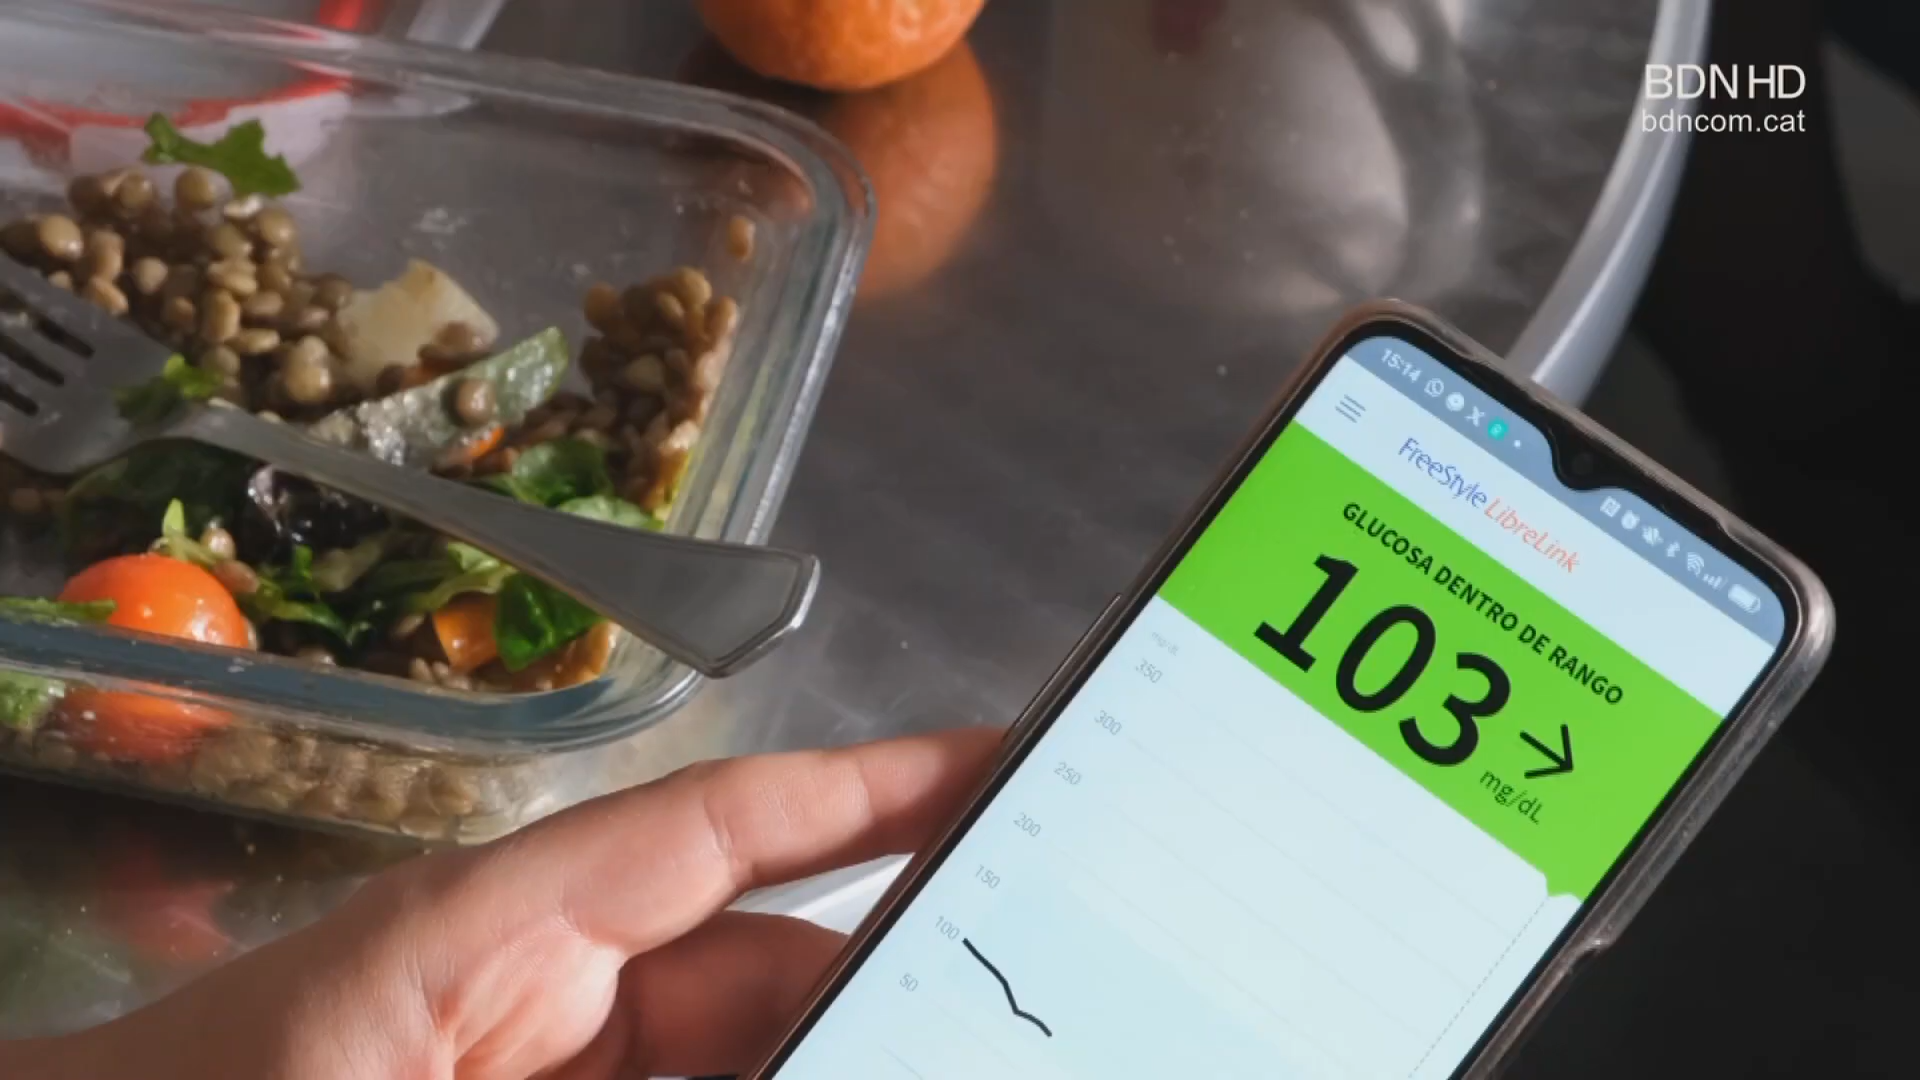 BDN HD
bdncom.cat
15:14
FreeStyle LibreLink
GLUCOSA DENTRO DE RANGO
103
mg/dL
mg/dL
350
300
250
200
150
100
50